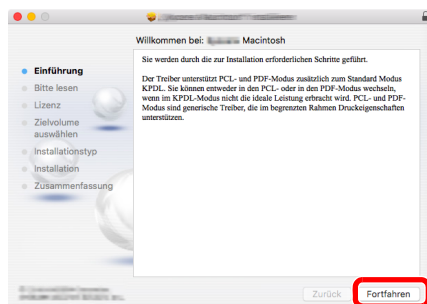 Willkommen bei: Macintosh
Einführung
Bitte lesen
Lizenz
Zielvolume
auswählen
Installationstyp
Installation
Zusammenfassung
Sie werden durch die zur Installation erforderlichen Schritte geführt.
Der Treiber unterstützt PCL- und PDF-Modus zusätzlich zum Standard Modus
KPDL. Sie können entweder in den PCL- oder in den PDF-Modus wechseln,
wenn im KPDL-Modus nicht die ideale Leistung erbracht wird. PCL- und PDF-
Modus sind generische Treiber, die im begrenzten Rahmen Druckeigenschaften
unterstützen.
Zurück
Fortfahren